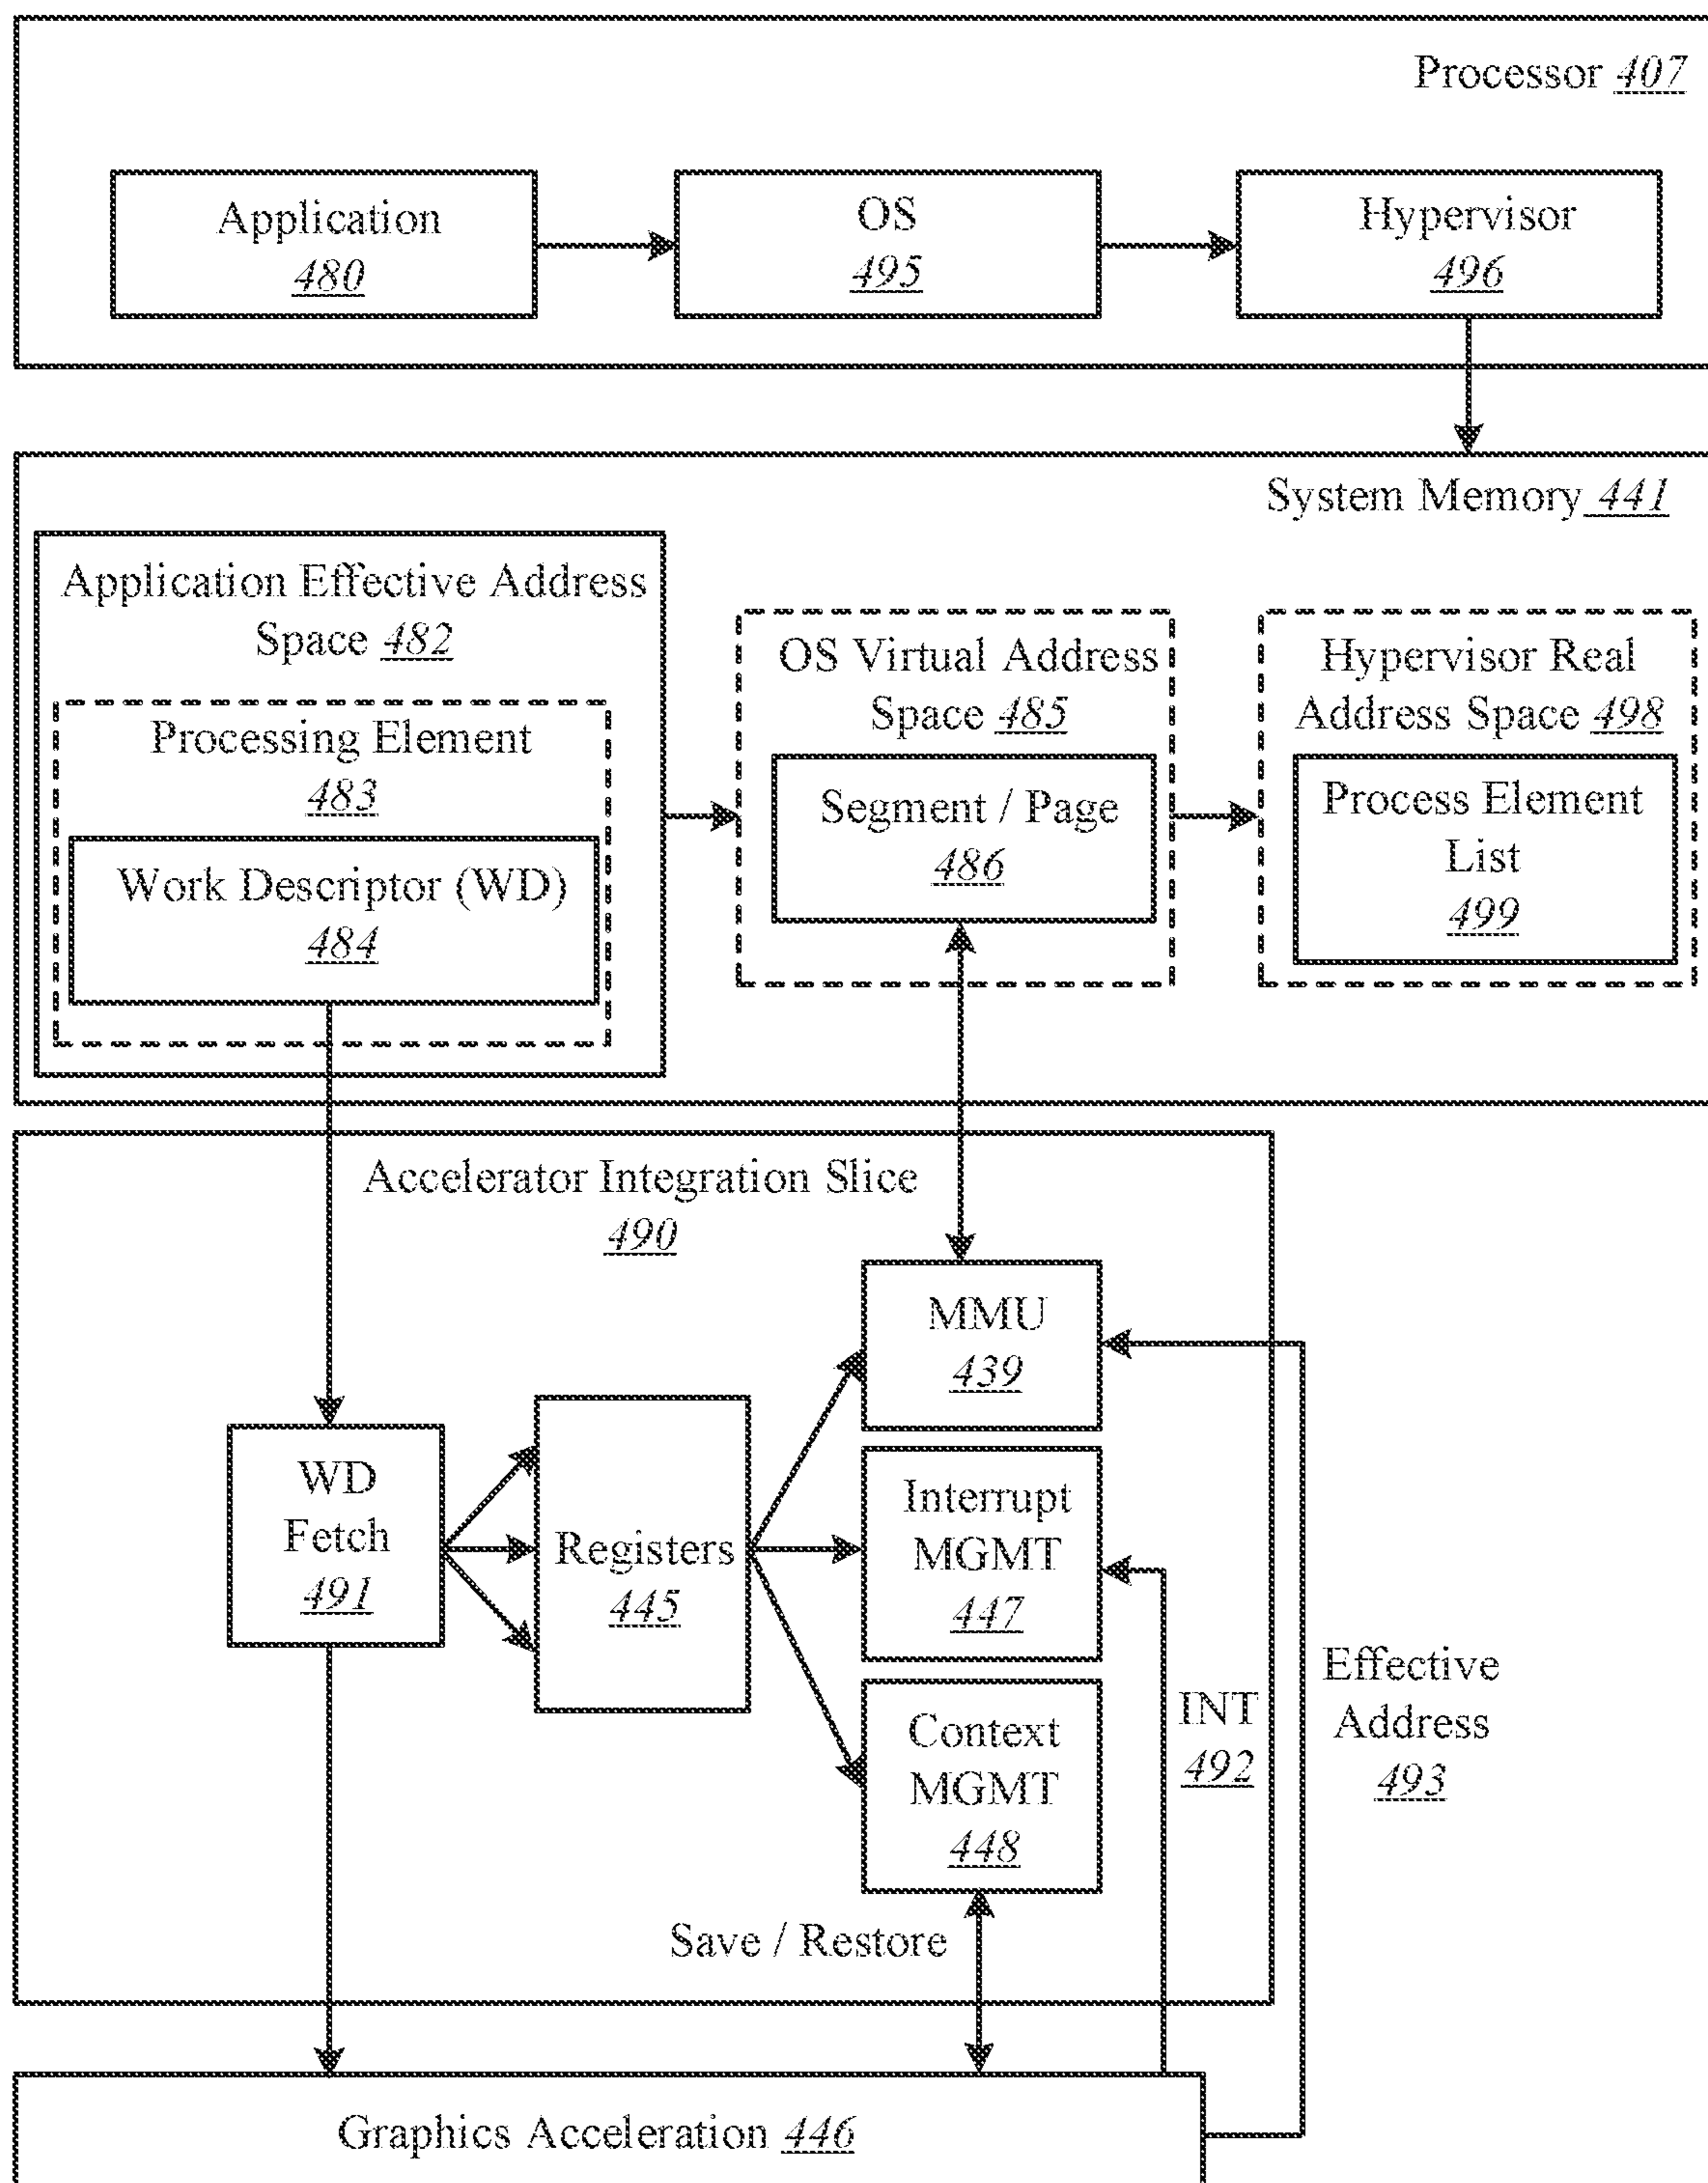 Processor 407
Application
480
OS
495
Hypervisor
496
System Memory 441
Application Effective Address
Space 482
Processing Element
483
Work Descriptor (WD)
484
OS Virtual Address
Space 485
Segment / Page
486
Hypervisor Real
Address Space 498
Process Element
List
499
Accelerator Integration Slice
490
MMU
439
WD
Fetch
491
Registers
445
Interrupt
MGMT
447
Context
MGMT
448
INT
492
Effective
Address
493
Save / Restore
Graphics Acceleration 446